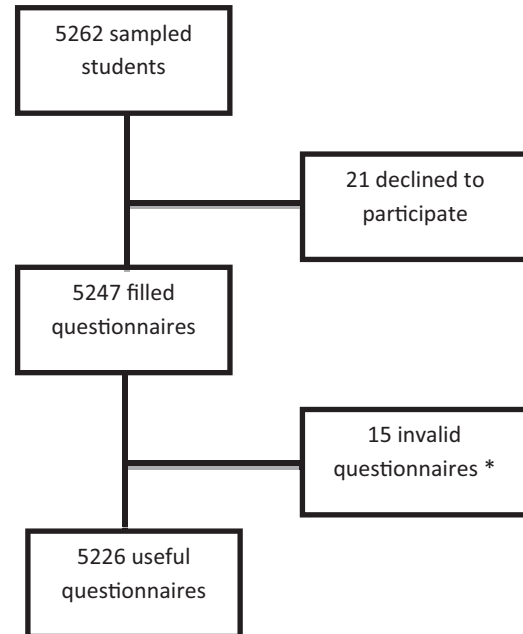 5262 sampled
students
21 declined to
participate
5247 filled
questionnaires
15 invalid
questionnaires *
5226 useful
questionnaires